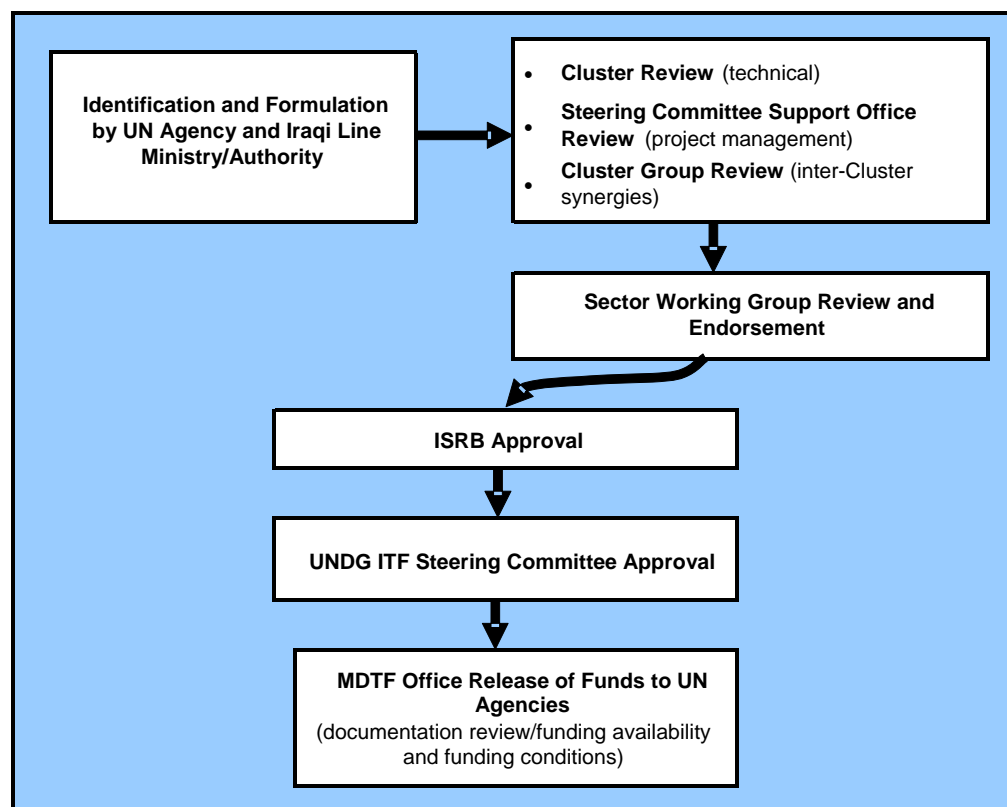 Identification and Formulation
by UN Agency and Iraqi Line
Ministry/Authority
• Cluster Review (technical)
• Steering Committee Support Office
Review (project management)
• Cluster Group Review (inter-Cluster
synergies)
Sector Working Group Review and
Endorsement
ISRB Approval
UNDG ITF Steering Committee Approval
MDTF Office Release of Funds to UN
Agencies
(documentation review/funding availability
and funding conditions)